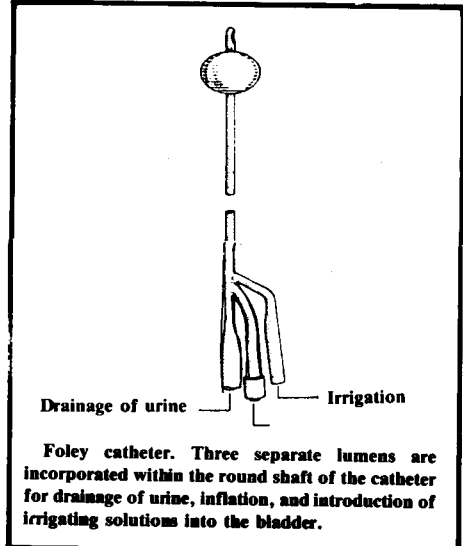 Drainage of urine
Irrigation
Foley catheter. Three separate lumens are
incorporated within the round shaft of the catheter
for drainage of urine, inflation, and introduction of
irrigating solutions into the bladder.